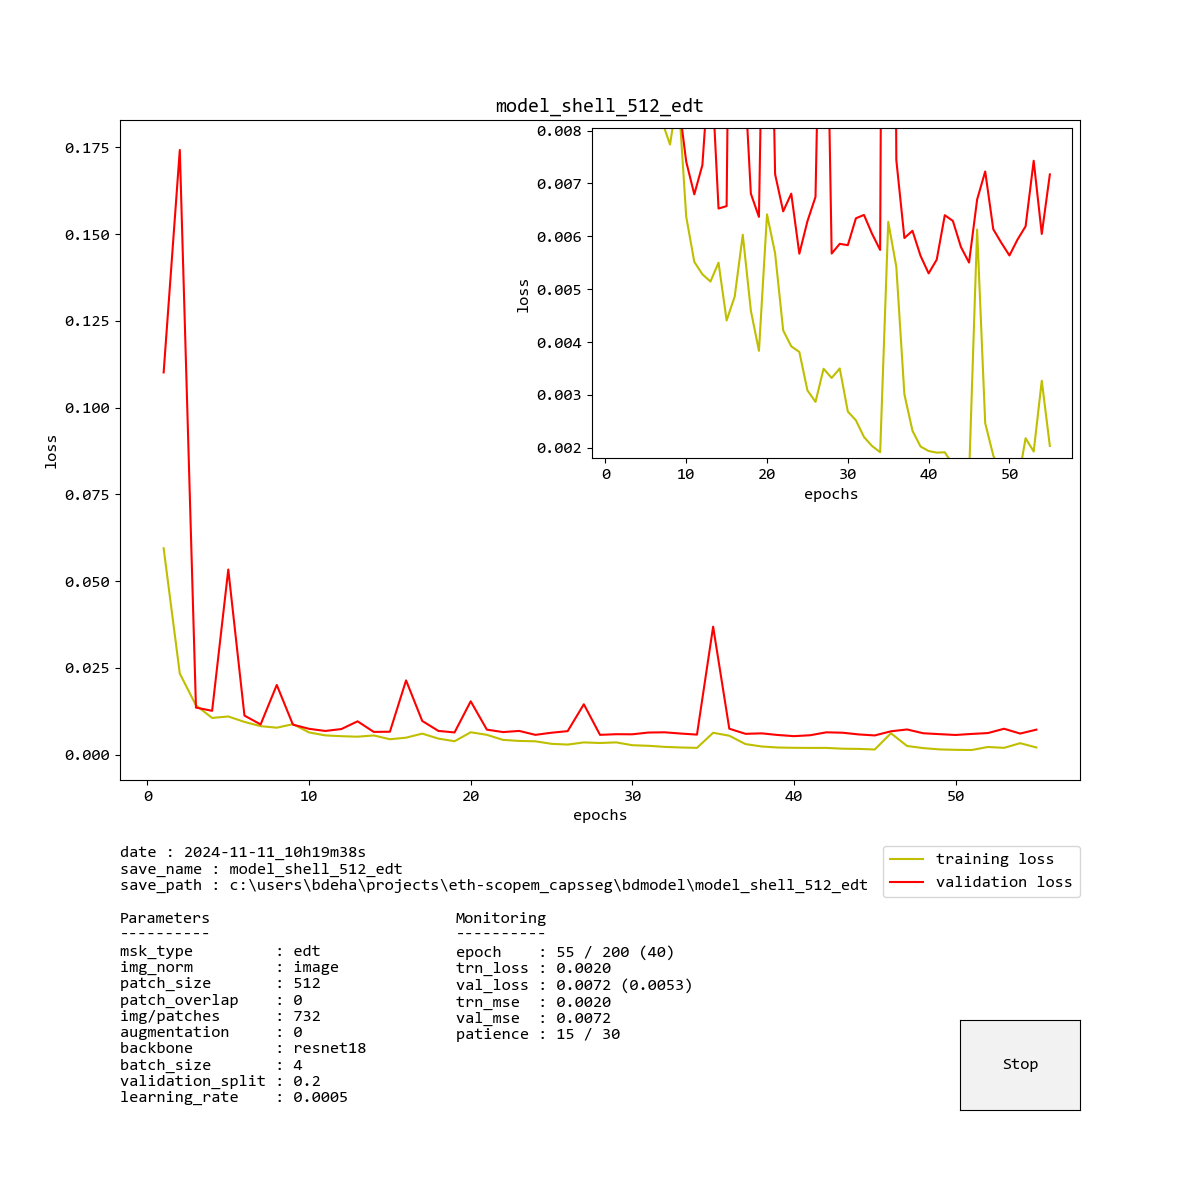 model_shell_512_edt
0.175
0.150
0.125
0.100
0.075
0.050
0.025
0.000
loss
0 10 20 30 40 50
epochs
0.008
0.007
0.006
0.005
0.004
0.003
0.002
loss
0 10 20 30 40 50
epochs
date : 2024-11-11_10h19m38s
save_name : model_shell_512_edt
save_path : c:\users\bdeha\projects\eth-scopem_capsseg\bdmodel\model_shell_512_edt
training loss
validation loss
Parameters
----------
msk_type : edt
img_norm : image
patch_size : 512
patch_overlap : 0
img/patches : 732
augmentation : 0
backbone : resnet18
batch_size : 4
validation_split : 0.2
learning_rate : 0.0005
Monitoring
----------
epoch : 55 / 200 (40)
trn_loss : 0.0020
val_loss : 0.0072 (0.0053)
trn_mse : 0.0020
val_mse : 0.0072
patience : 15 / 30
Stop